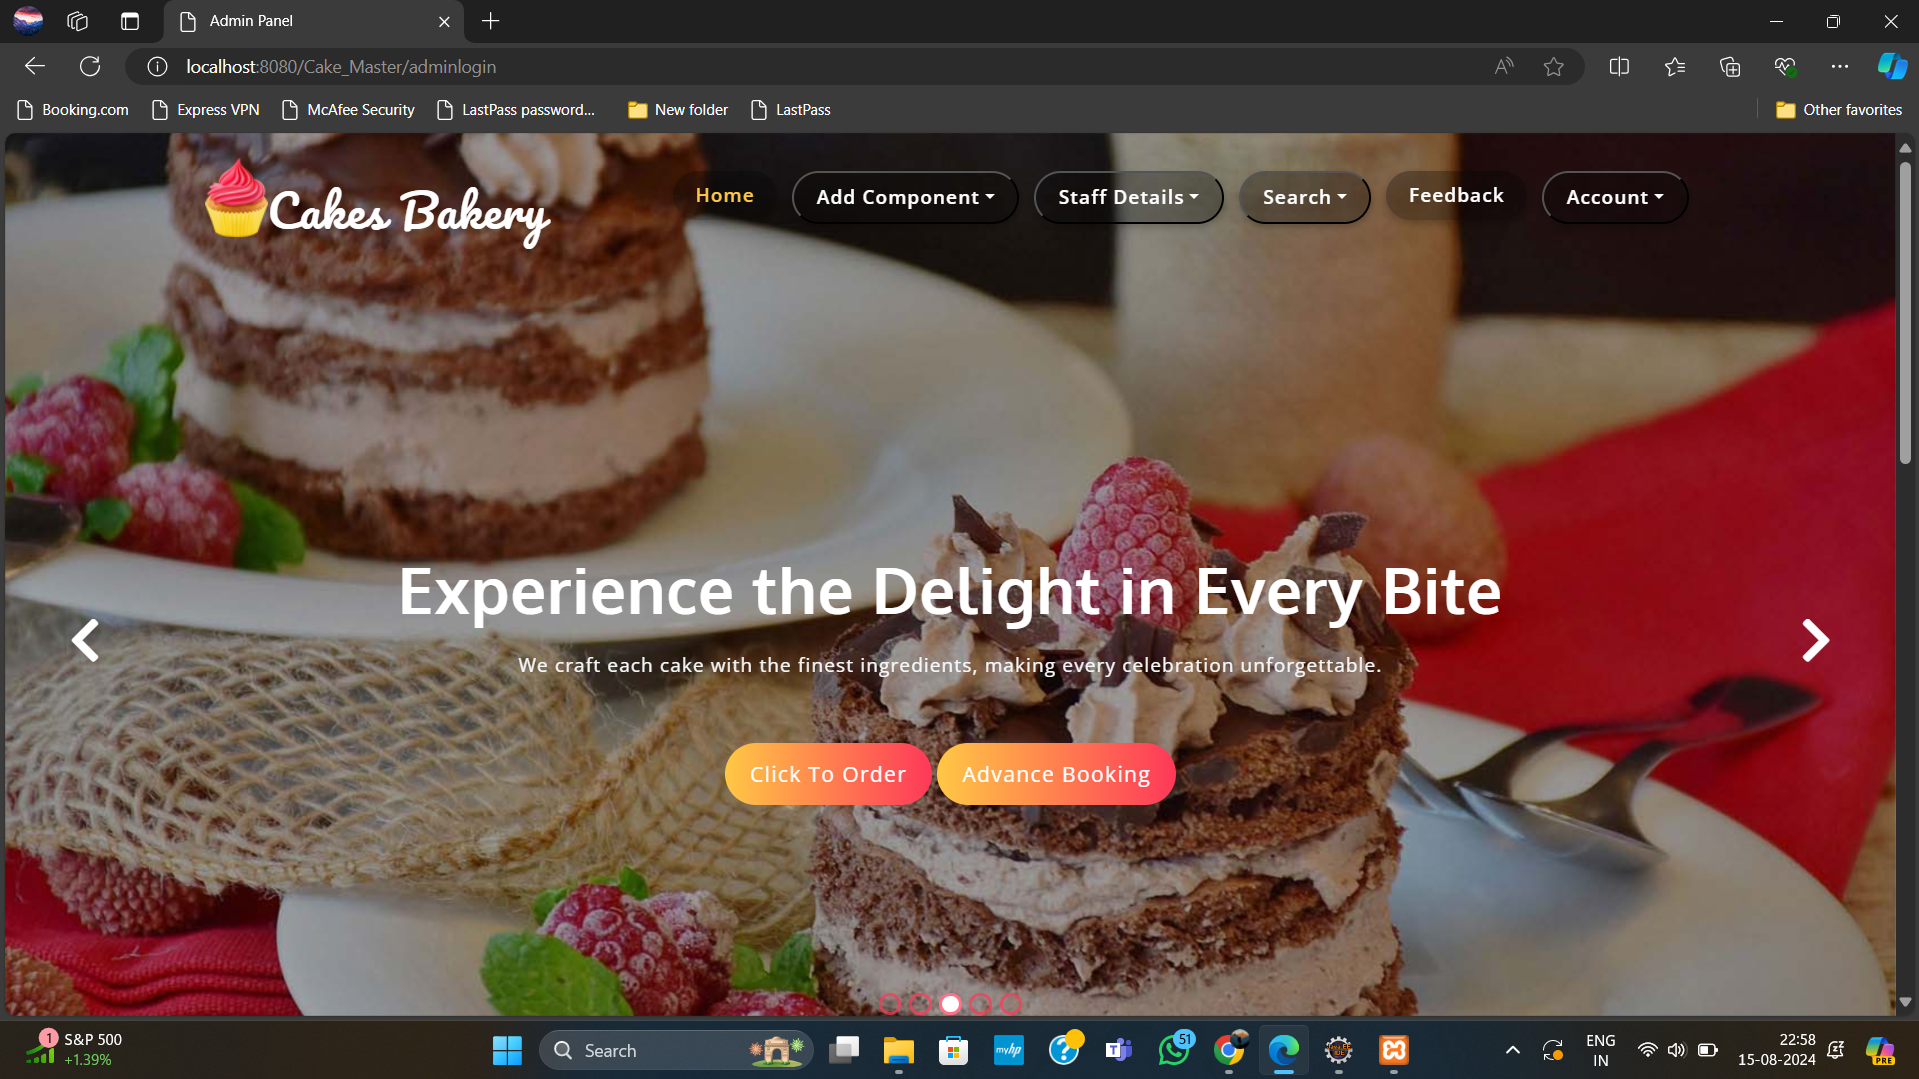 Admin Panel
localhost:8080/Cake_Master/adminlogin
Booking.com Express VPN McAfee Security LastPass password... New folder LastPass Other favorites
Cakes Bakery
Home Add Component Staff Details Search Feedback Account
Experience the Delight in Every Bite
We craft each cake with the finest ingredients, making every celebration unforgettable.
Click To Order Advance Booking
1 S&P 500
+1.39%
Search
myhp
51
ENG
IN
22:58
15-08-2024
PRE